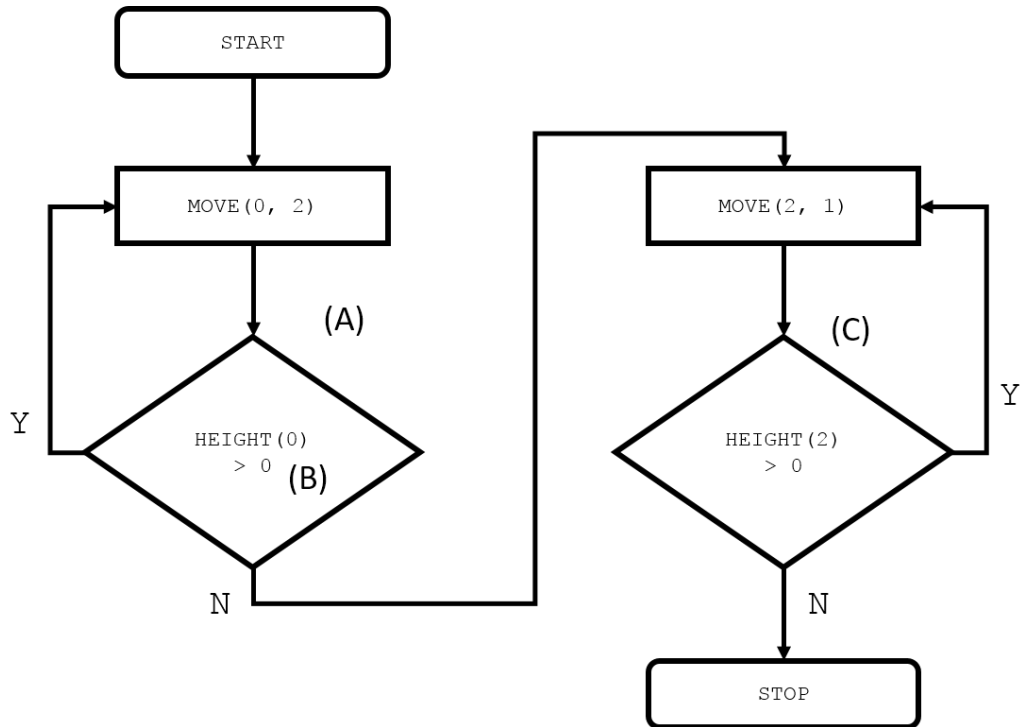 START
MOVE(0, 2)
(A)
Y
HEIGHT(0)
> 0
(B)
N
MOVE(2, 1)
(C)
HEIGHT(2)
> 0
Y
N
STOP